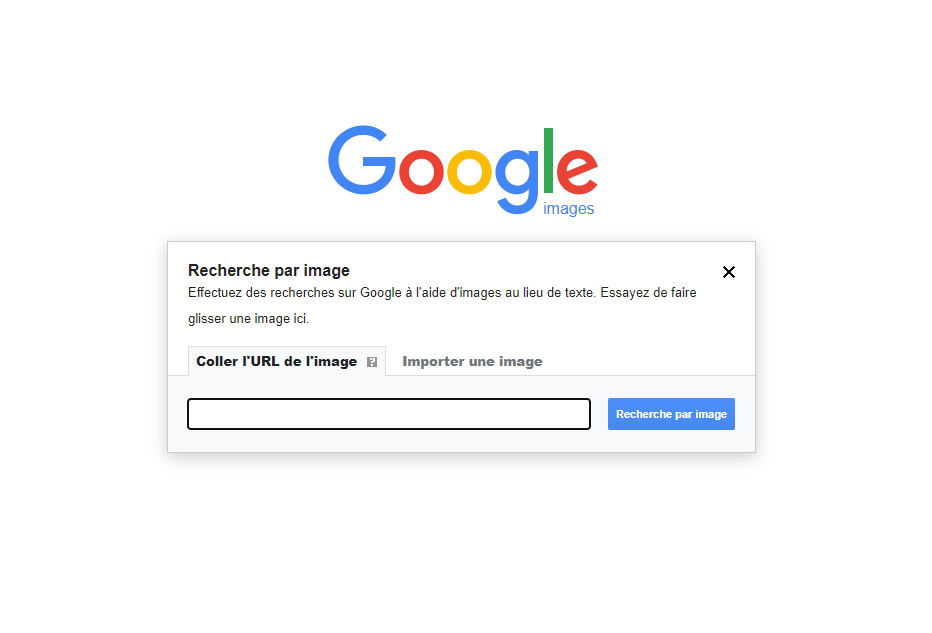 Google
images
Recherche par image
Effectuez des recherches sur Google à l'aide d'images au lieu de texte. Essayez de faire
glisser une image ici.
Coller l'URL de l'image ? Importer une image
Recherche par image